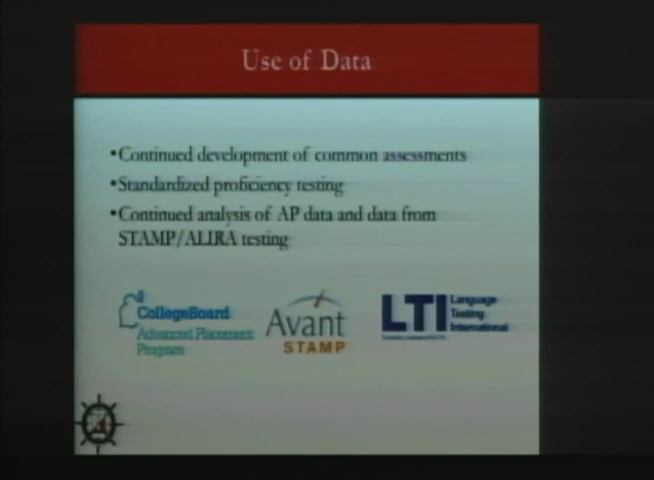 Use of Data
•Continued development of common assessments
•Standardized proficiency testing
•Continued analysis of AP data and data from
STAMP/ALIRA testing
CollegeBoard
Advanced Placement
Program
Avant
STAMP
LTI
Language
Testing
International